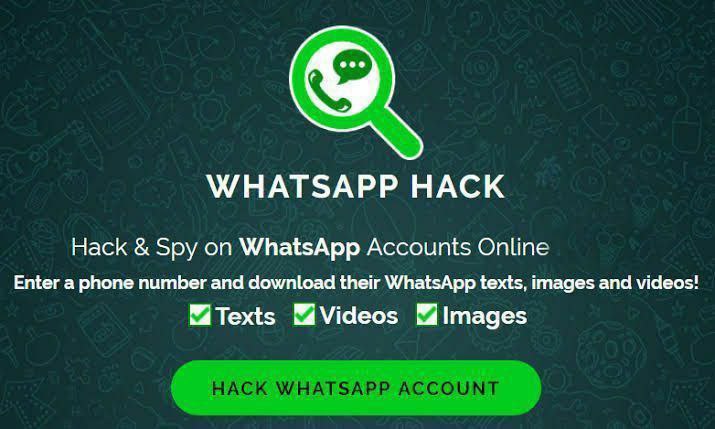 WHATSAPP HACK
Hack & Spy on WhatsApp Accounts Online
Enter a phone number and download their WhatsApp texts, images and videos!
Texts Videos Images
HACK WHATSAPP ACCOUNT